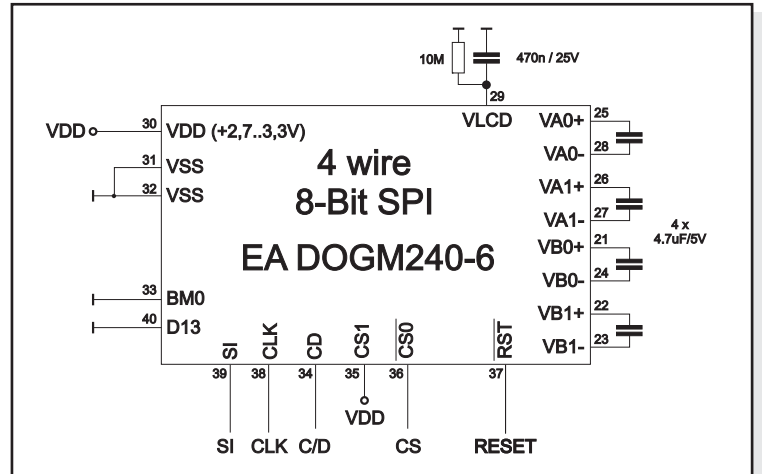 10M
470n / 25V
29
VLCD
VDD
30
VDD (+2,7..3,3V)
31
VSS
32
VSS
4 wire
8-Bit SPI
EA DOGM240-6
VA0+
25
VA0-
28
VA1+
26
VA1-
27
VB0+
21
VB0-
24
VB1+
22
VB1-
23
4 x
4.7uF/5V
33
BM0
40
D13
SI
CLK
CD
CS1
CS0
RST
39
38
34
35
36
37
VDD
SI
CLK
C/D
CS
RESET